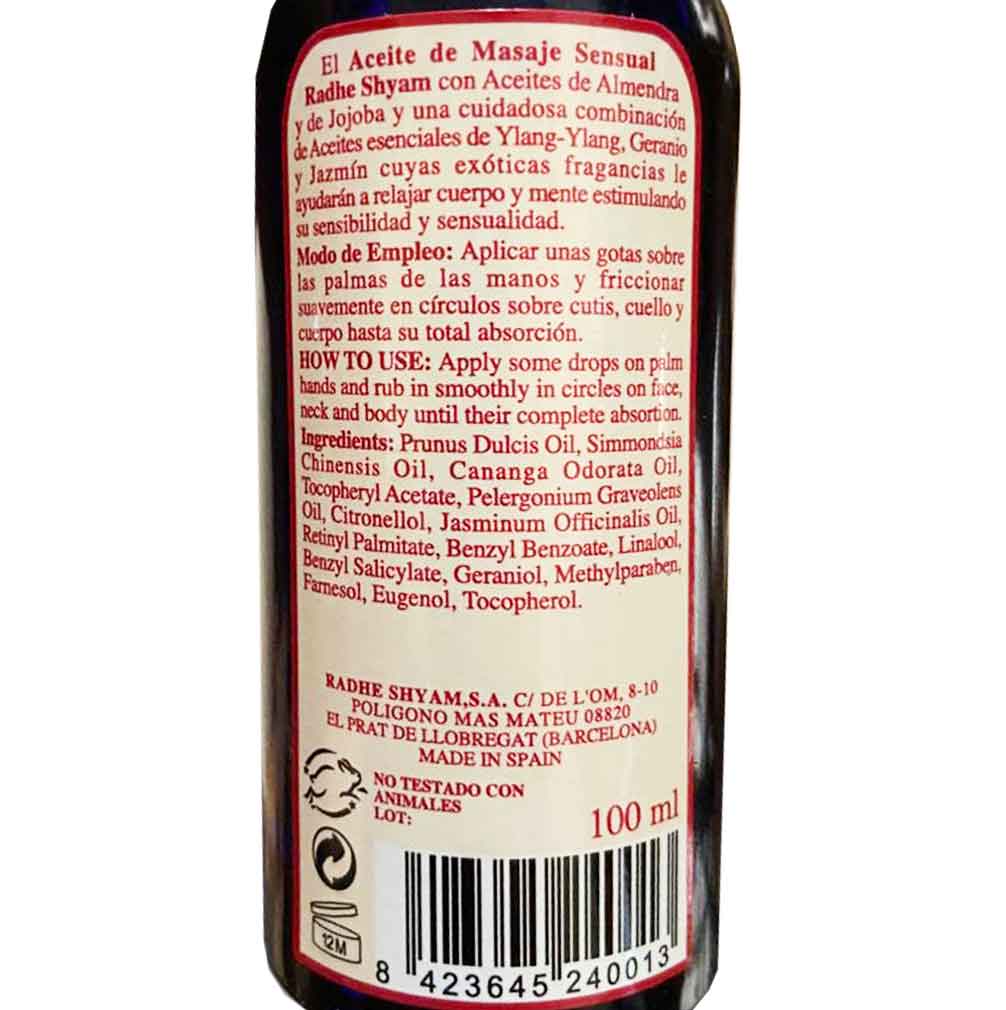 El Aceite de Masaje Sensual
Radhe Shyam con Aceites de Almendra
y de Jojoba y una cuidadosa combinación
de Aceites esenciales de Ylang-Ylang, Geranio
y Jazmín cuyas exóticas fragancias le
ayudarán a relajar cuerpo y mente estimulando
su sensibilidad y sensualidad.
Modo de Empleo: Aplicar unas gotas sobre
las palmas de las manos y friccionar
suavemente en círculos sobre cutis, cuello y
cuerpo hasta su total absorción.
HOW TO USE: Apply some drops on palm
hands and rub in smoothly in circles on face,
neck and body until their complete absortion.
Ingredients: Prunus Dulcis Oil, Simmondsia
Chinensis Oil, Cananga Odorata Oil,
Tocopheryl Acetate, Pelergonium Graveolens
Oil, Citronellol, Jasminum Officinalis Oil,
Retinyl Palmitate, Benzyl Benzoate, Linalool,
Benzyl Salicylate, Geraniol, Methylparaben,
Farnesol, Eugenol, Tocopherol.
RADHE SHYAM,S.A. C/ DE L'OM, 8-10
POLIGONO MAS MATEU 08820
EL PRAT DE LLOBREGAT (BARCELONA)
MADE IN SPAIN
NO TESTADO CON
ANIMALES
LOT:
100 ml
12M
8 423645 240013